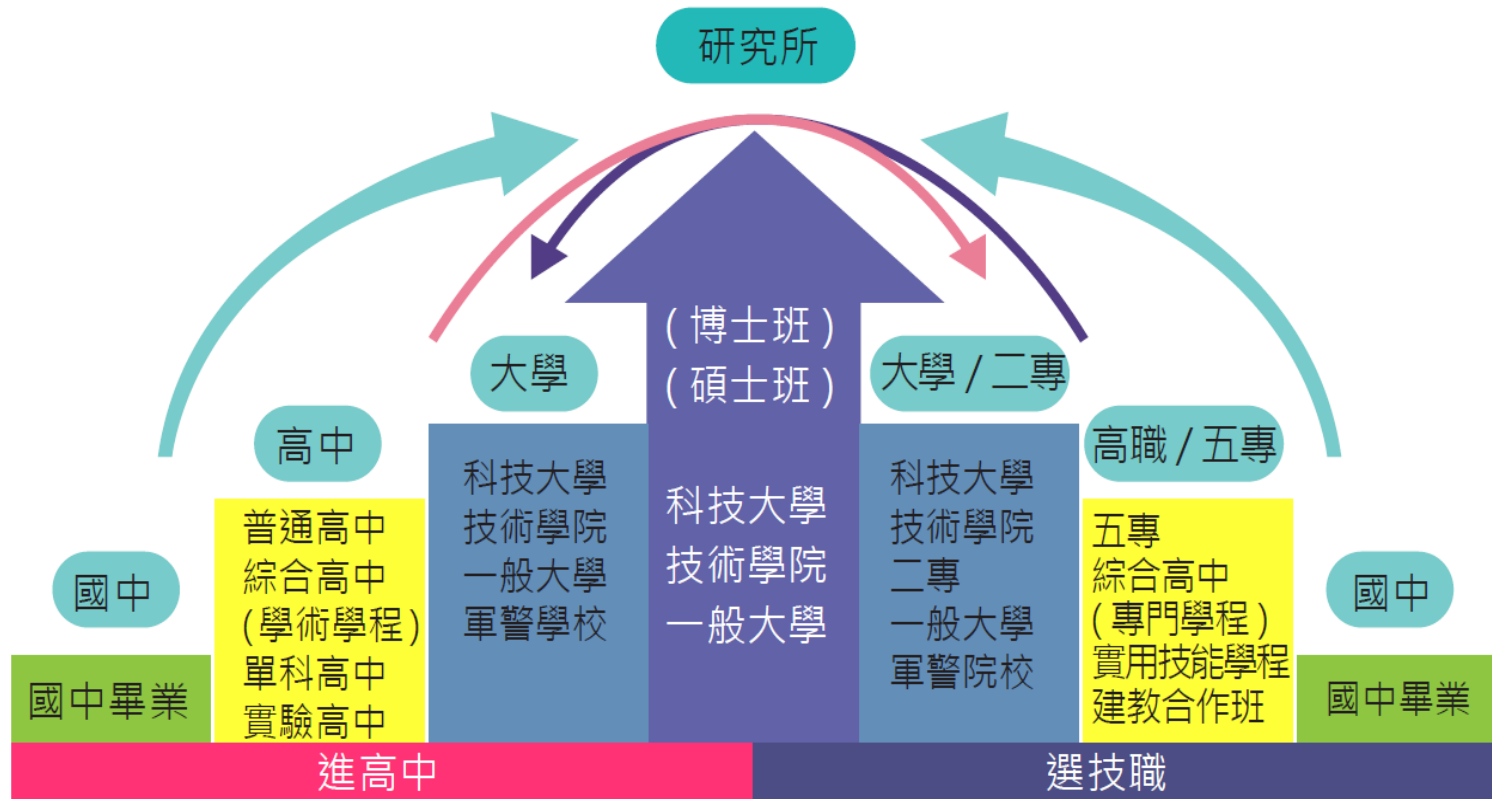 研究所
國中
國中畢業
高中
普通高中
綜合高中
(學術學程)
單科高中
實驗高中
大學
科技大學
技術學院
一般大學
軍警學校
(博士班)
(碩士班)
科技大學
技術學院
一般大學
大學/二專
科技大學
技術學院
二專
一般大學
軍警院校
高職/五專
五專
綜合高中
(專門學程)
實用技能學程
建教合作班
國中
國中畢業
進高中
選技職